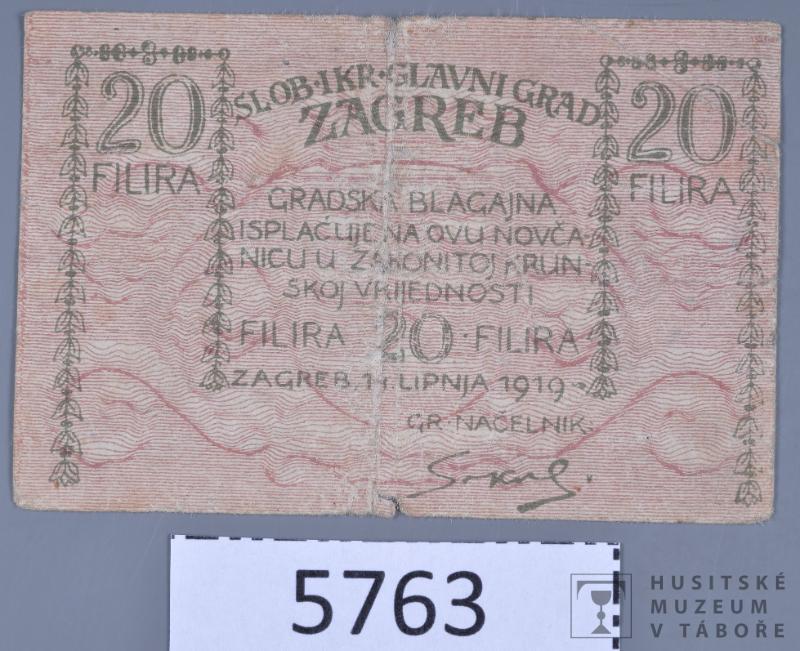 20
FILIRA
SLOB·I KR·GLAVNI GRAD
ZAGREB
20
FILIRA
GRADSKA BLAGAJNA
ISPLAĆUJE NA OVU NOVČA-
NICU U ZAKONITOJ KRUN-
SKOJ VRIJEDNOSTI
FILIRA 20 · FILIRA
ZAGREB, LIPNJA 1919
GR·NAČELNIK:
5763
HUSITSKÉ
MUZEUM
V TÁBOŘE